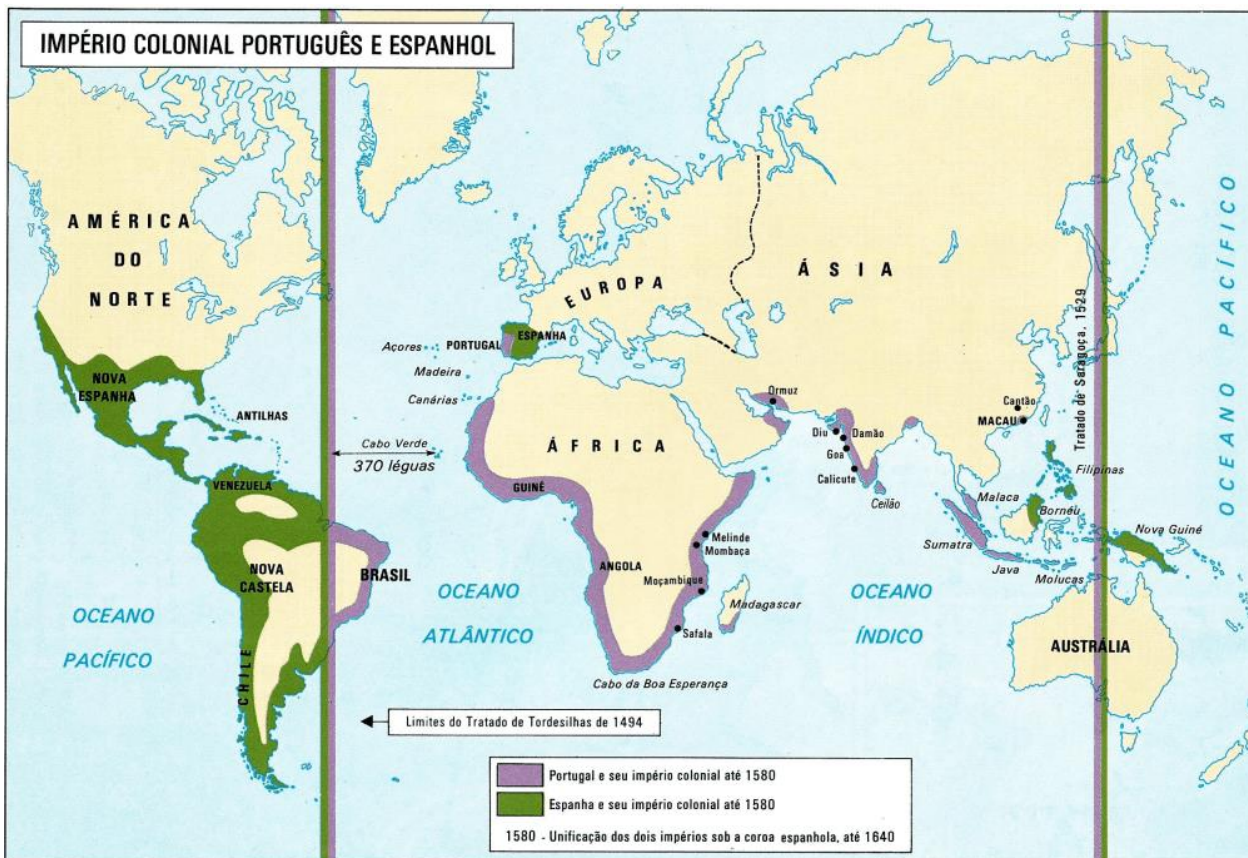 IMPÉRIO COLONIAL PORTUGUÊS E ESPANHOL
AMÉRICA
DO
NORTE
NOVA
ESPANHA
ANTILHAS
VENEZUELA
NOVA
CASTELA
BRASIL
CHILE
OCEANO
PACÍFICO
Açores
Madeira
Canárias
Cabo Verde
370 léguas
PORTUGAL
ESPANHA
EUROPA
ÁSIA
ÁFRICA
GUINÉ
ANGOLA
Melinde
Mombaça
Moçambique
Madagascar
Safala
Cabo da Boa Esperança
OCEANO
ATLÂNTICO
Ormuz
Diu
Damão
Goa
Calicute
Ceilão
Cantão
MACAU
Tratado de Saragoça, 1529
Filipinas
Malaca
Bornéu
Nova Guiné
Sumatra
Java
Molucas
OCEANO
ÍNDICO
AUSTRÁLIA
OCEANO PACÍFICO
Limites do Tratado de Tordesilhas de 1494
Portugal e seu império colonial até 1580
Espanha e seu império colonial até 1580
1580 - Unificação dos dois impérios sob a coroa espanhola, até 1640